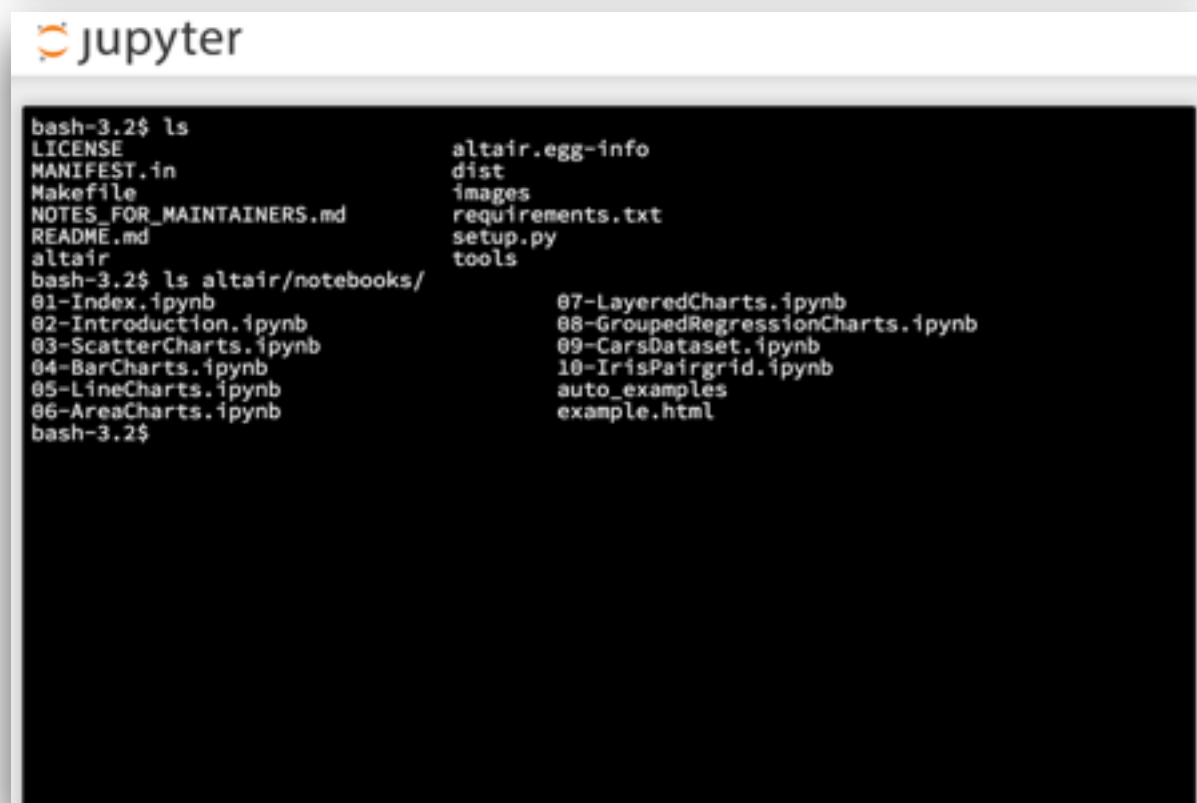 jupyter
bash-3.2$ ls
LICENSE altair.egg-info
MANIFEST.in dist
Makefile images
NOTES_FOR_MAINTAINERS.md requirements.txt
README.md setup.py
altair tools
bash-3.2$ ls altair/notebooks/
01-Index.ipynb 07-LayeredCharts.ipynb
02-Introduction.ipynb 08-GroupedRegressionCharts.ipynb
03-ScatterCharts.ipynb 09-CarsDataset.ipynb
04-BarCharts.ipynb 10-IrisPairgrid.ipynb
05-LineCharts.ipynb auto_examples
06-AreaCharts.ipynb example.html
bash-3.2$